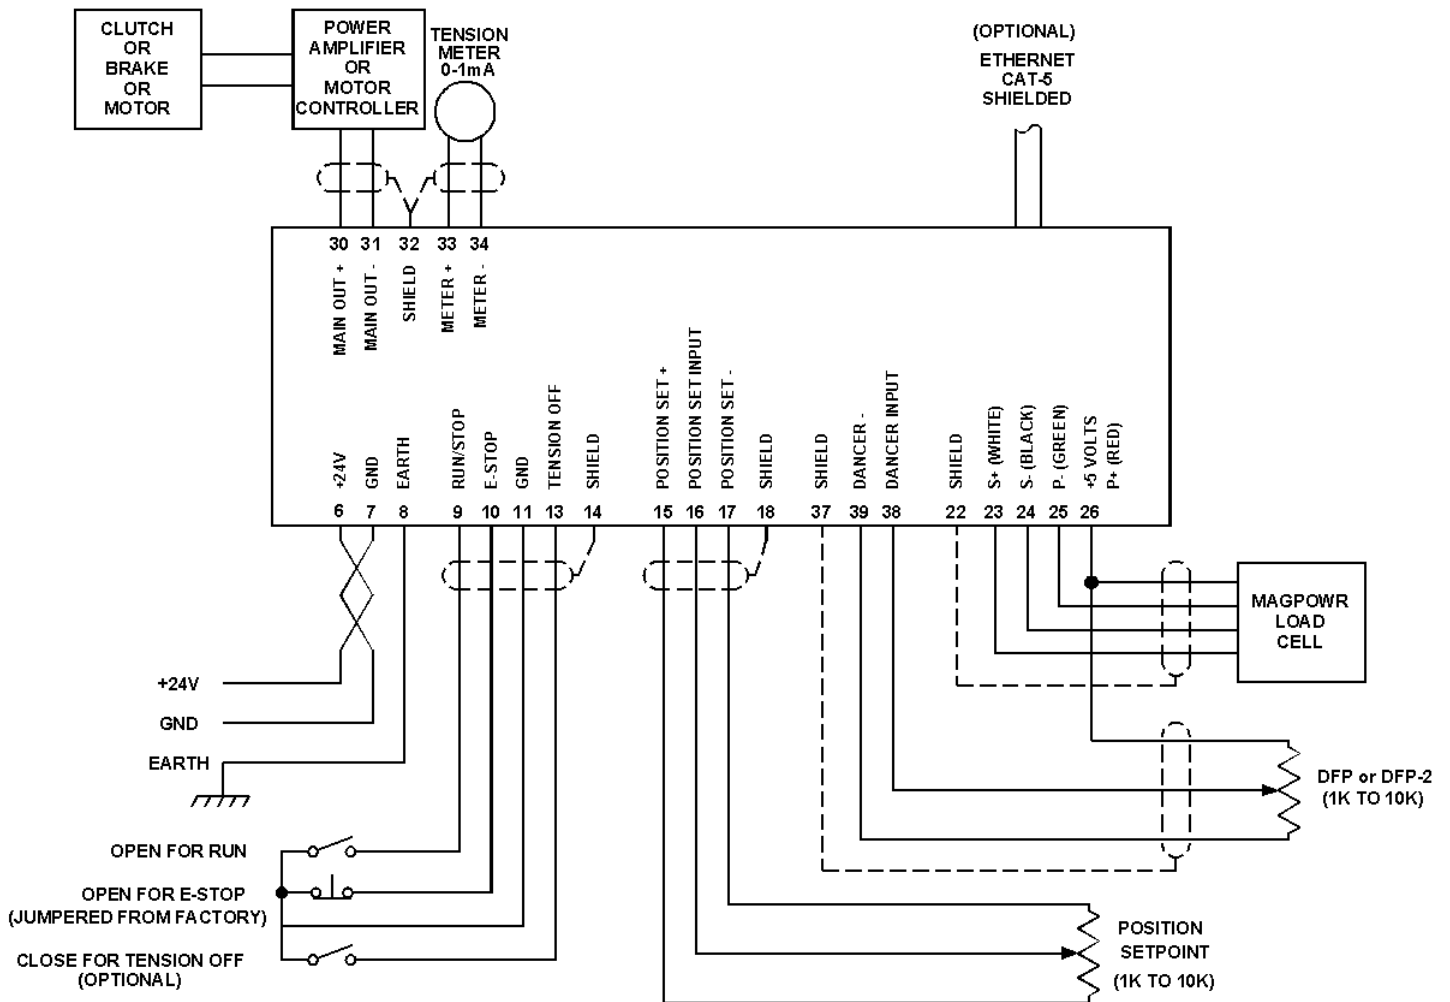 CLUTCH
OR
BRAKE
OR
MOTOR
POWER
AMPLIFIER
OR
MOTOR
CONTROLLER
TENSION
METER
0-1mA
(OPTIONAL)
ETHERNET
CAT-5
SHIELDED
30 31 32 33 34
MAIN OUT +
MAIN OUT -
SHIELD
METER +
METER -
+24V
GND
EARTH
RUN/STOP
E-STOP
GND
TENSION OFF
SHIELD
POSITION SET +
POSITION SET INPUT
POSITION SET -
SHIELD
SHIELD
DANCER -
DANCER INPUT
SHIELD
S+ (WHITE)
S- (BLACK)
P- (GREEN)
+5 VOLTS
P+ (RED)
6 7 8 9 10 11 13 14 15 16 17 18 37 39 38 22 23 24 25 26
MAGPOWR
LOAD
CELL
+24V
GND
EARTH
DFP or DFP-2
(1K TO 10K)
OPEN FOR RUN
OPEN FOR E-STOP
(JUMPERED FROM FACTORY)
CLOSE FOR TENSION OFF
(OPTIONAL)
POSITION
SETPOINT
(1K TO 10K)